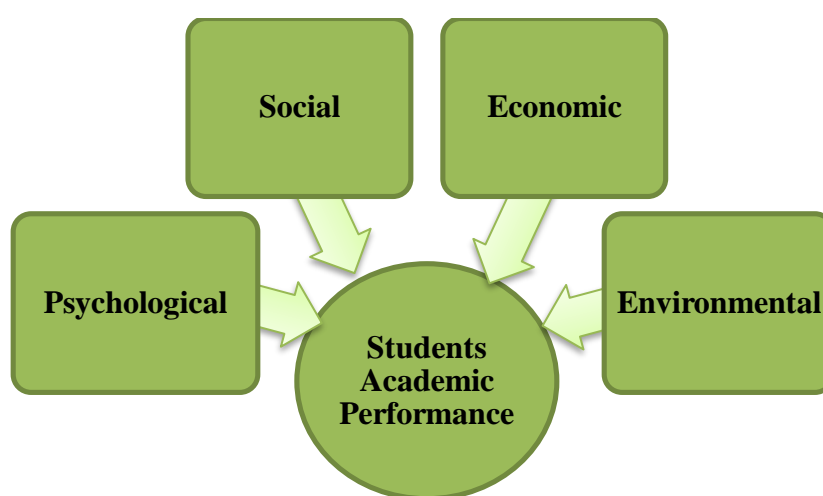 Social
Economic
Psychological
Environmental
Students
Academic
Performance